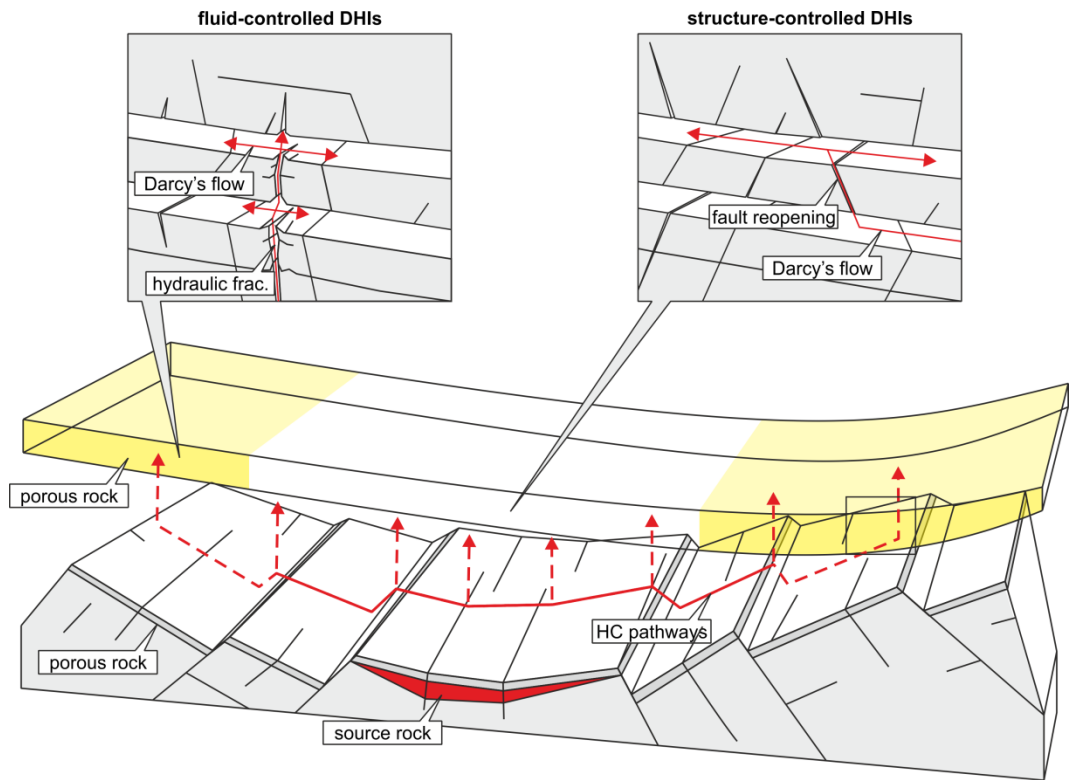 fluid-controlled DHIs
structure-controlled DHIs
Darcy's flow
hydraulic frac.
fault reopening
Darcy's flow
porous rock
porous rock
HC pathways
source rock